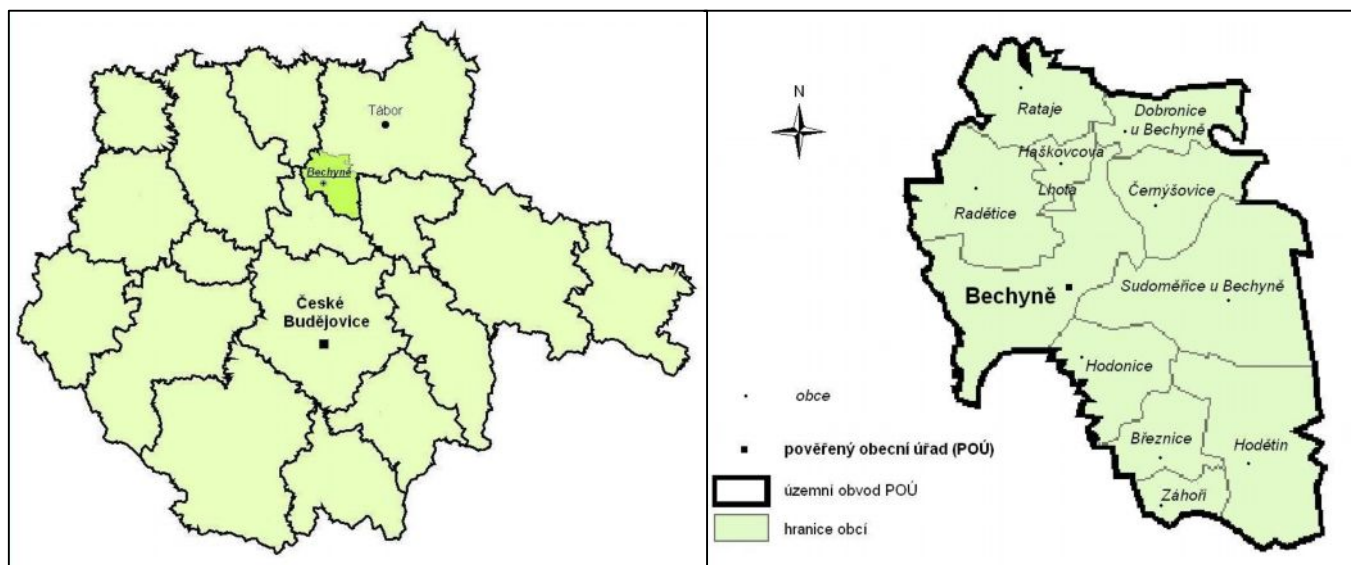 Tábor
Bechyně
České
Budějovice
N
Rataje
Dobronice
u Bechyně
Haškovcova
Lhota
Černýšovice
Radětice
Bechyně
Sudoměřice u Bechyně
Hodonice
Březnice
Hodětín
Záhoří
obce
pověřený obecní úřad (POÚ)
územní obvod POÚ
hranice obcí